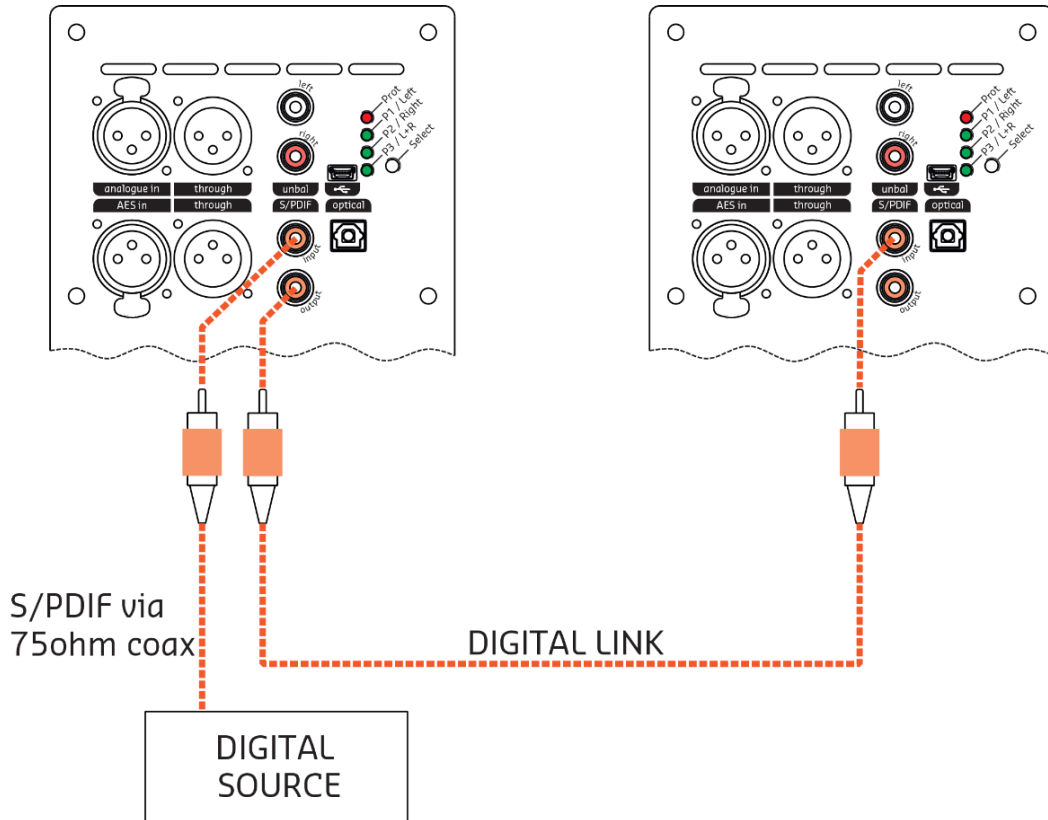 left
right
Prot
P1 / Left
P2 / Right
P3 / L+R
Select
analogue in
through
unbal
AES in
through
S/PDIF
optical
input
output
left
right
Prot
P1 / Left
P2 / Right
P3 / L+R
Select
analogue in
through
unbal
AES in
through
S/PDIF
optical
input
output
S/PDIF via
75ohm coax
DIGITAL LINK
DIGITAL
SOURCE